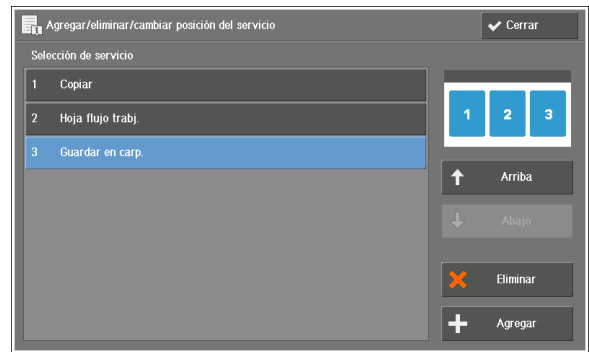 Agregar/eliminar/cambiar posición del servicio
Cerrar
Selección de servicio
1 Copiar
2 Hoja flujo trabj.
3 Guardar en carp.
1 2 3
Arriba
Abajo
Eliminar
Agregar